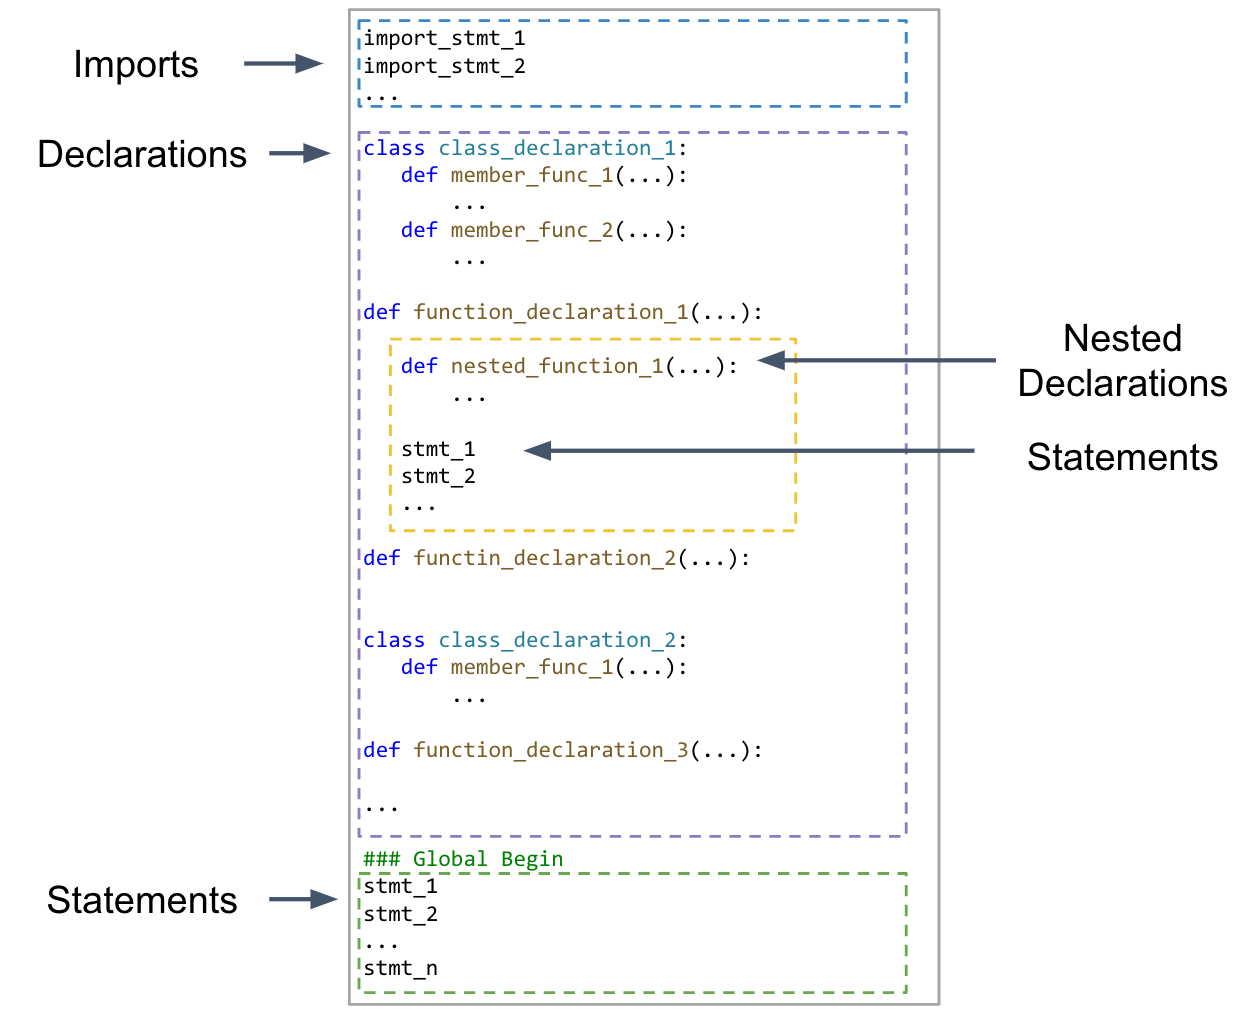 Imports
import_stmt_1
import_stmt_2
...
Declarations
class class_declaration_1:
def member_func_1(...):
...
def member_func_2(...):
...
def function_declaration_1(...):
def nested_function_1(...):
...
stmt_1
stmt_2
...
Nested
Declarations
Statements
def functin_declaration_2(...):
class class_declaration_2:
def member_func_1(...):
...
def function_declaration_3(...):
...
### Global Begin
Statements
stmt_1
stmt_2
...
stmt_n